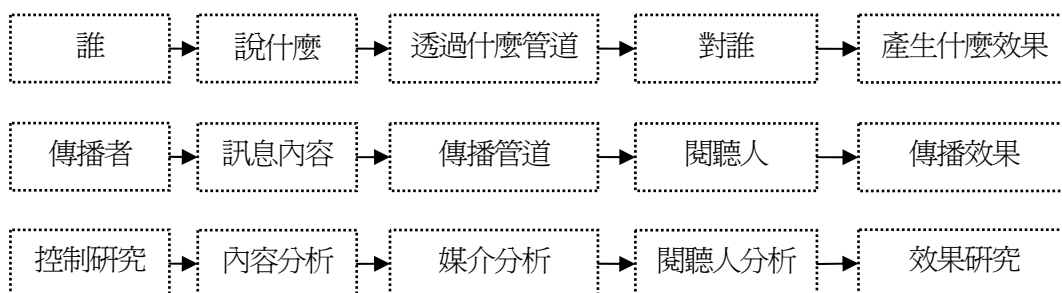 誰 說什麼 透過什麼管道 對誰 產生什麼效果
傳播者 訊息內容 傳播管道 閱聽人 傳播效果
控制研究 內容分析 媒介分析 閱聽人分析 效果研究